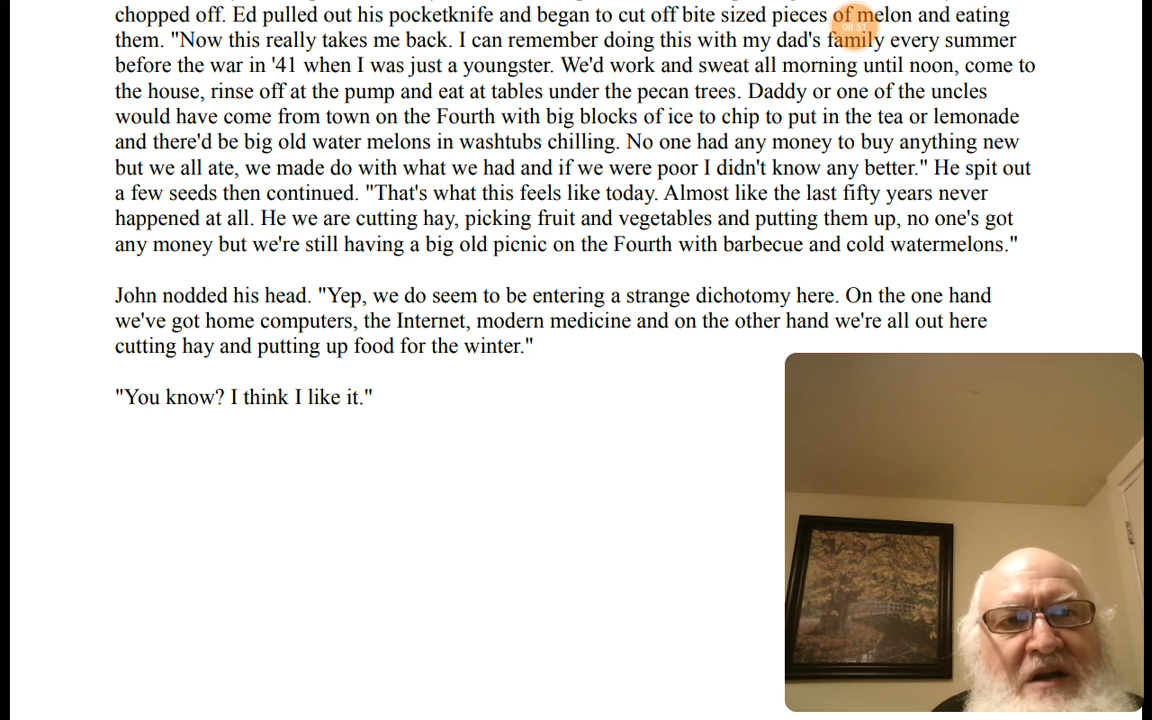 chopped off. Ed pulled out his pocketknife and began to cut off bite sized pieces of melon and eating
them. "Now this really takes me back. I can remember doing this with my dad's family every summer
before the war in '41 when I was just a youngster. We'd work and sweat all morning until noon, come to
the house, rinse off at the pump and eat at tables under the pecan trees. Daddy or one of the uncles
would have come from town on the Fourth with big blocks of ice to chip to put in the tea or lemonade
and there'd be big old water melons in washtubs chilling. No one had any money to buy anything new
but we all ate, we made do with what we had and if we were poor I didn't know any better." He spit out
a few seeds then continued. "That's what this feels like today. Almost like the last fifty years never
happened at all. He we are cutting hay, picking fruit and vegetables and putting them up, no one's got
any money but we're still having a big old picnic on the Fourth with barbecue and cold watermelons."
John nodded his head. "Yep, we do seem to be entering a strange dichotomy here. On the one hand
we've got home computers, the Internet, modern medicine and on the other hand we're all out here
cutting hay and putting up food for the winter."
"You know? I think I like it."